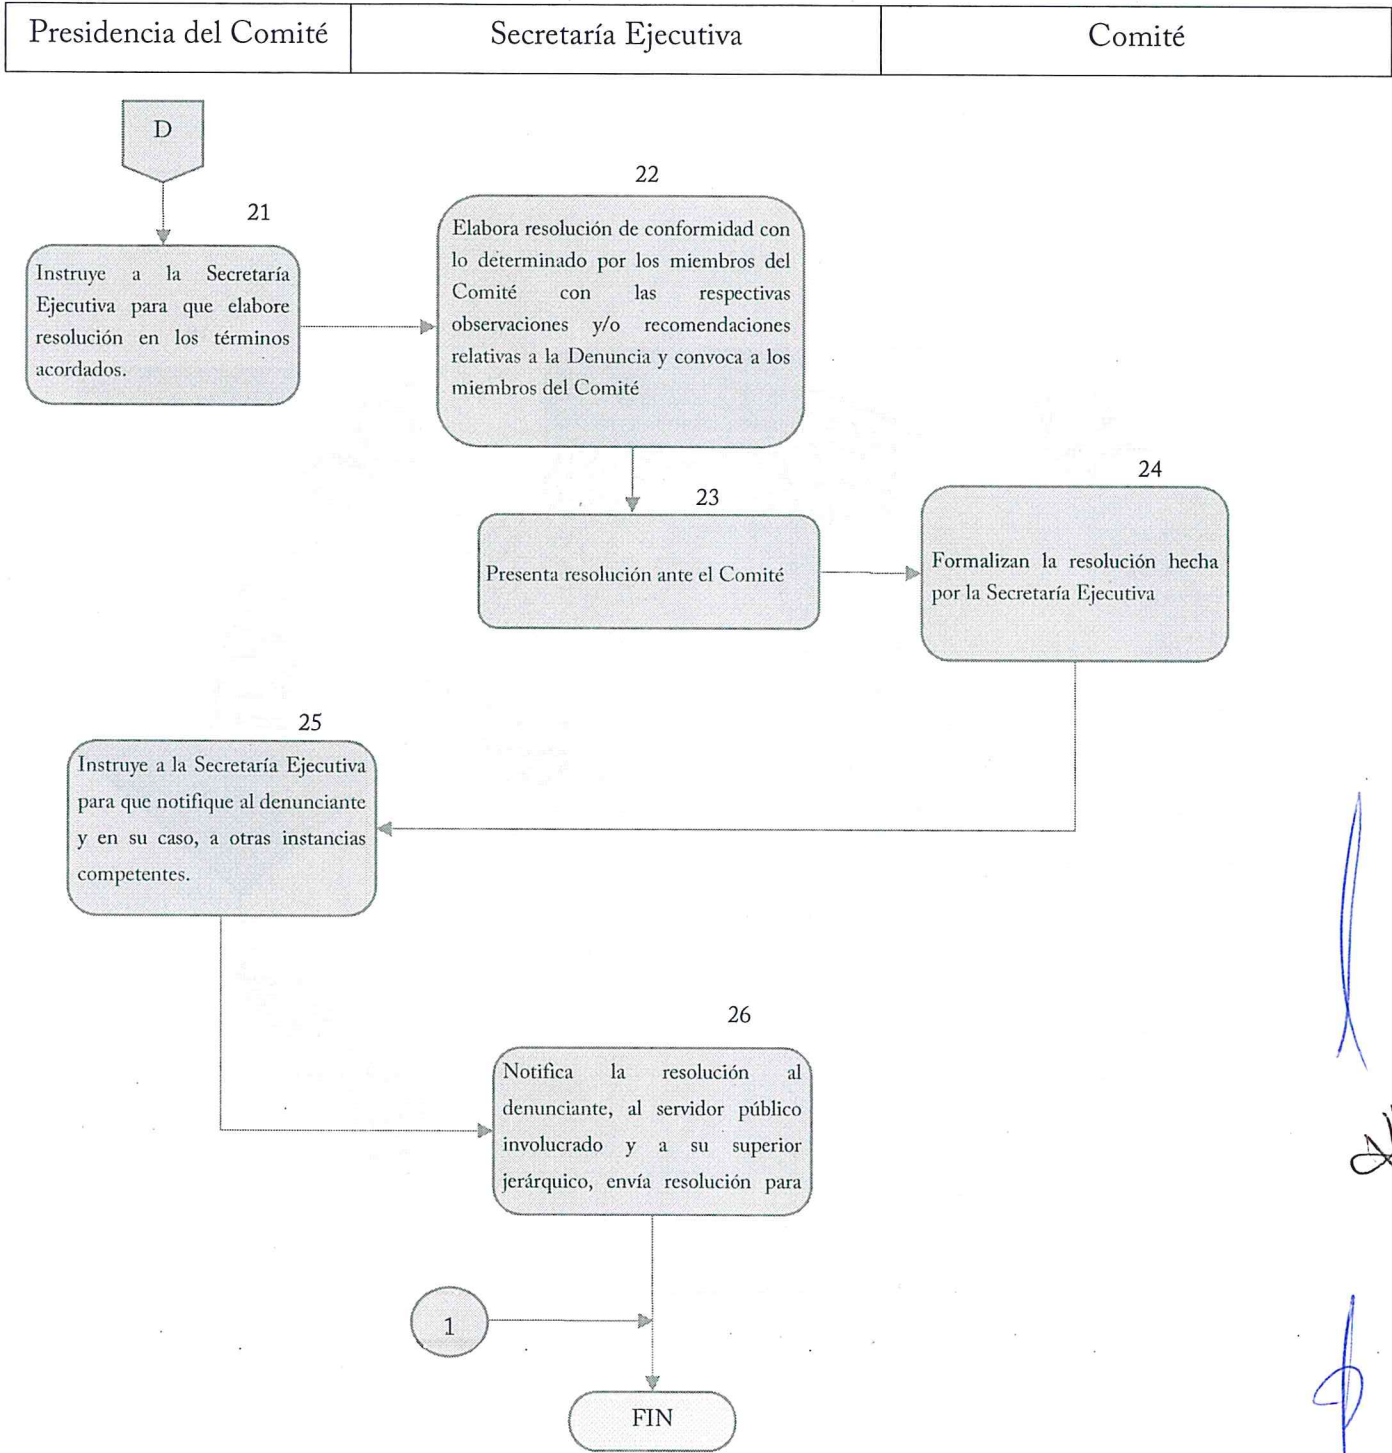 Presidencia del Comité
Secretaría Ejecutiva
Comité
D
21
Instruye a la Secretaría
Ejecutiva para que elabore
resolución en los términos
acordados.
22
Elabora resolución de conformidad con
lo determinado por los miembros del
Comité con las respectivas
observaciones y/o recomendaciones
relativas a la Denuncia y convoca a los
miembros del Comité
23
Presenta resolución ante el Comité
24
Formalizan la resolución hecha
por la Secretaría Ejecutiva
25
Instruye a la Secretaría Ejecutiva
para que notifique al denunciante
y en su caso, a otras instancias
competentes.
26
Notifica la resolución al
denunciante, al servidor público
involucrado y a su superior
jerárquico, envía resolución para
1
FIN